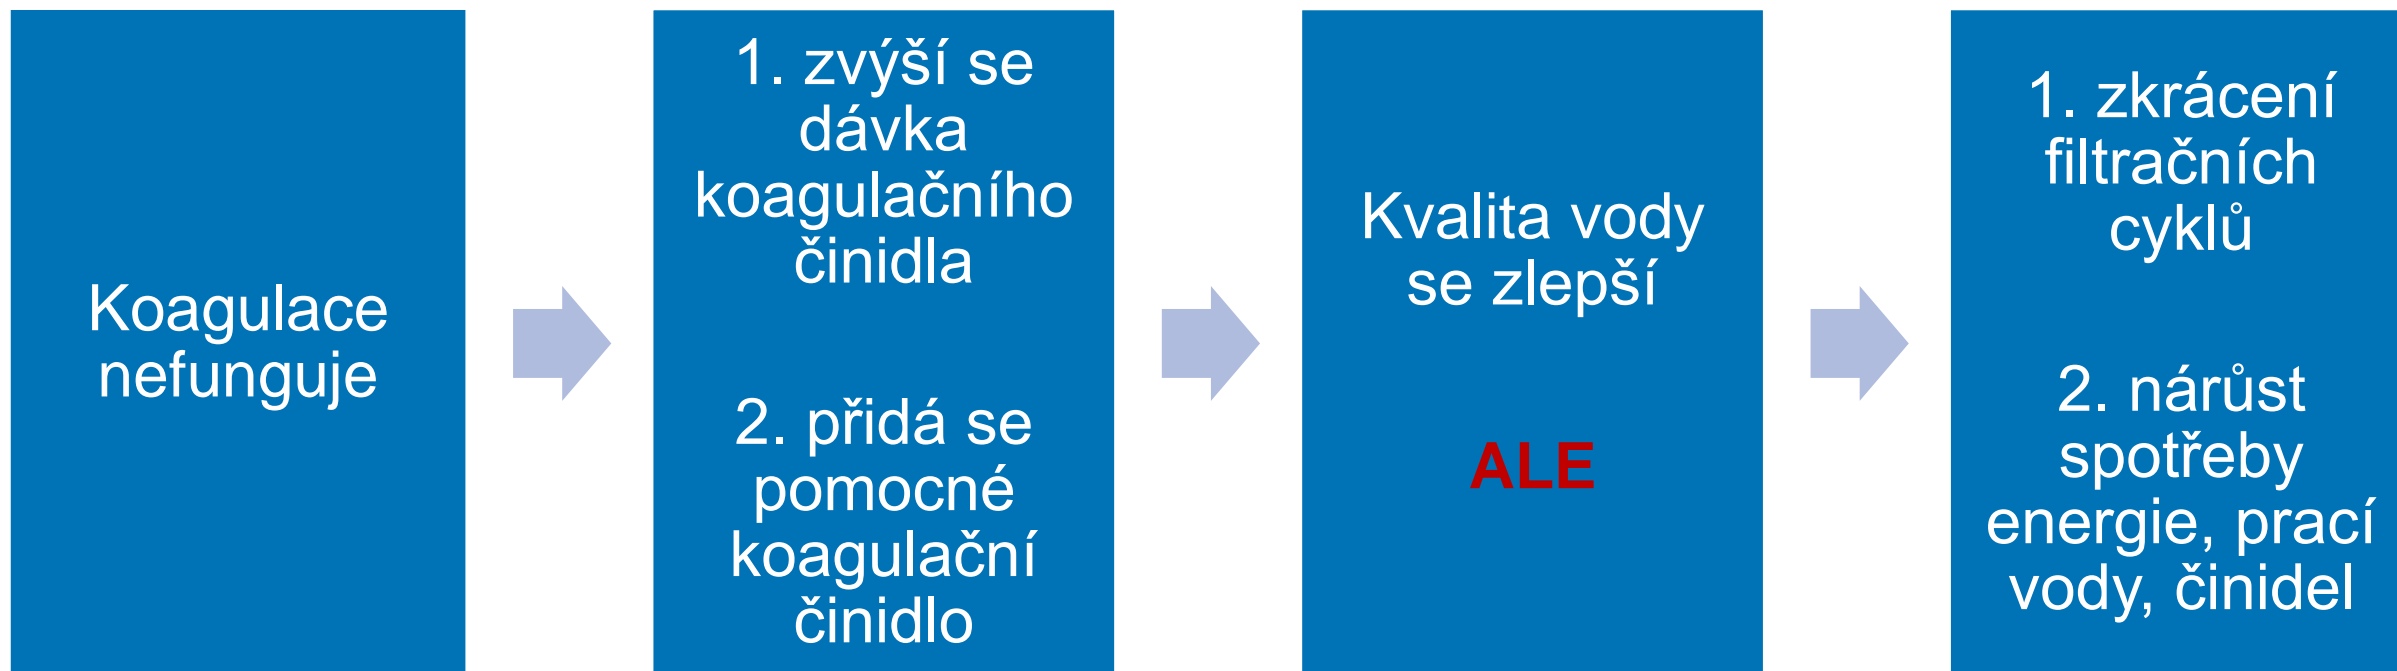 Koagulace
nefunguje
1. zvýší se
dávka
koagulačního
činidla
2. přidá se
pomocné
koagulační
činidlo
Kvalita vody
se zlepší
ALE
1. zkrácení
filtračních
cyklů
2. nárůst
spotřeby
energie, prací
vody, činidel